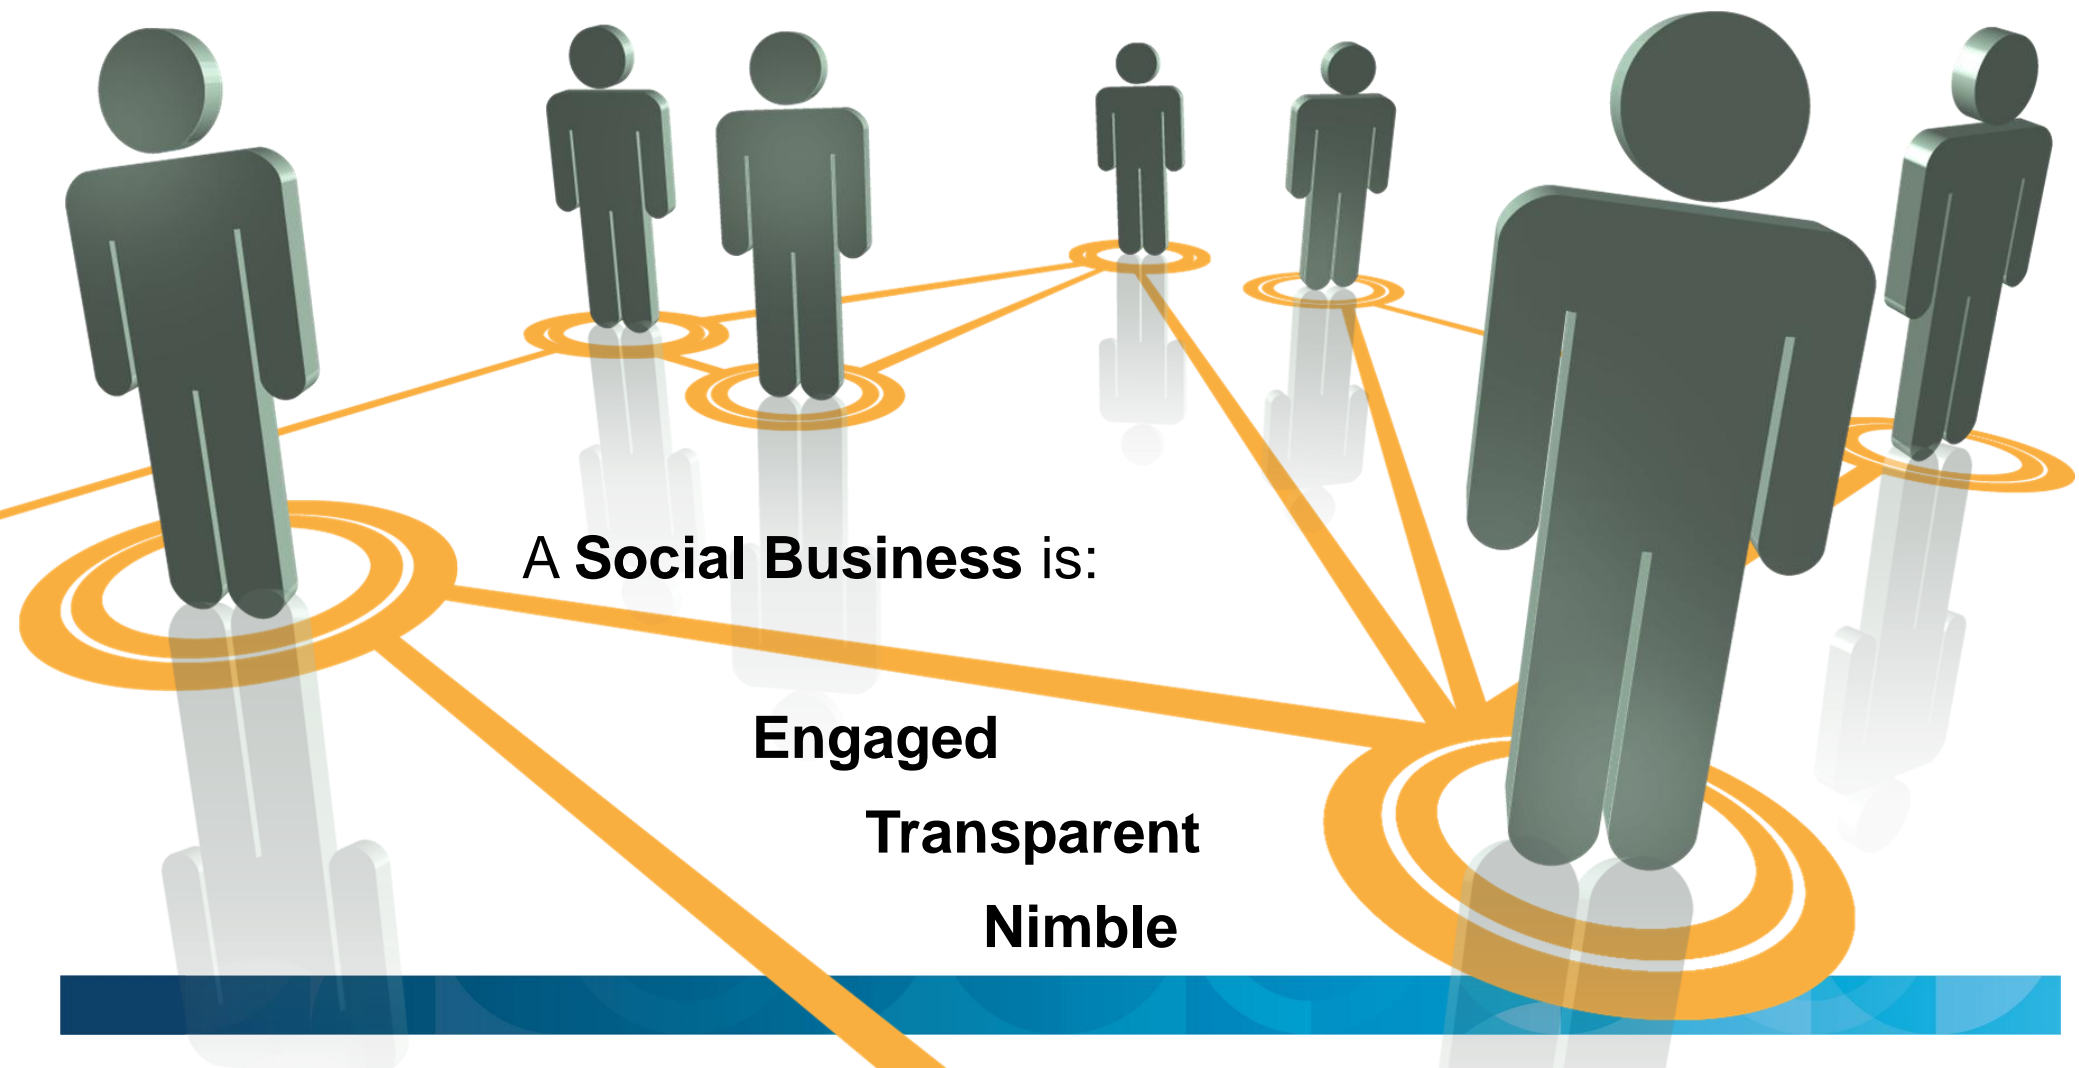 A Social Business is:
Engaged
Transparent
Nimble